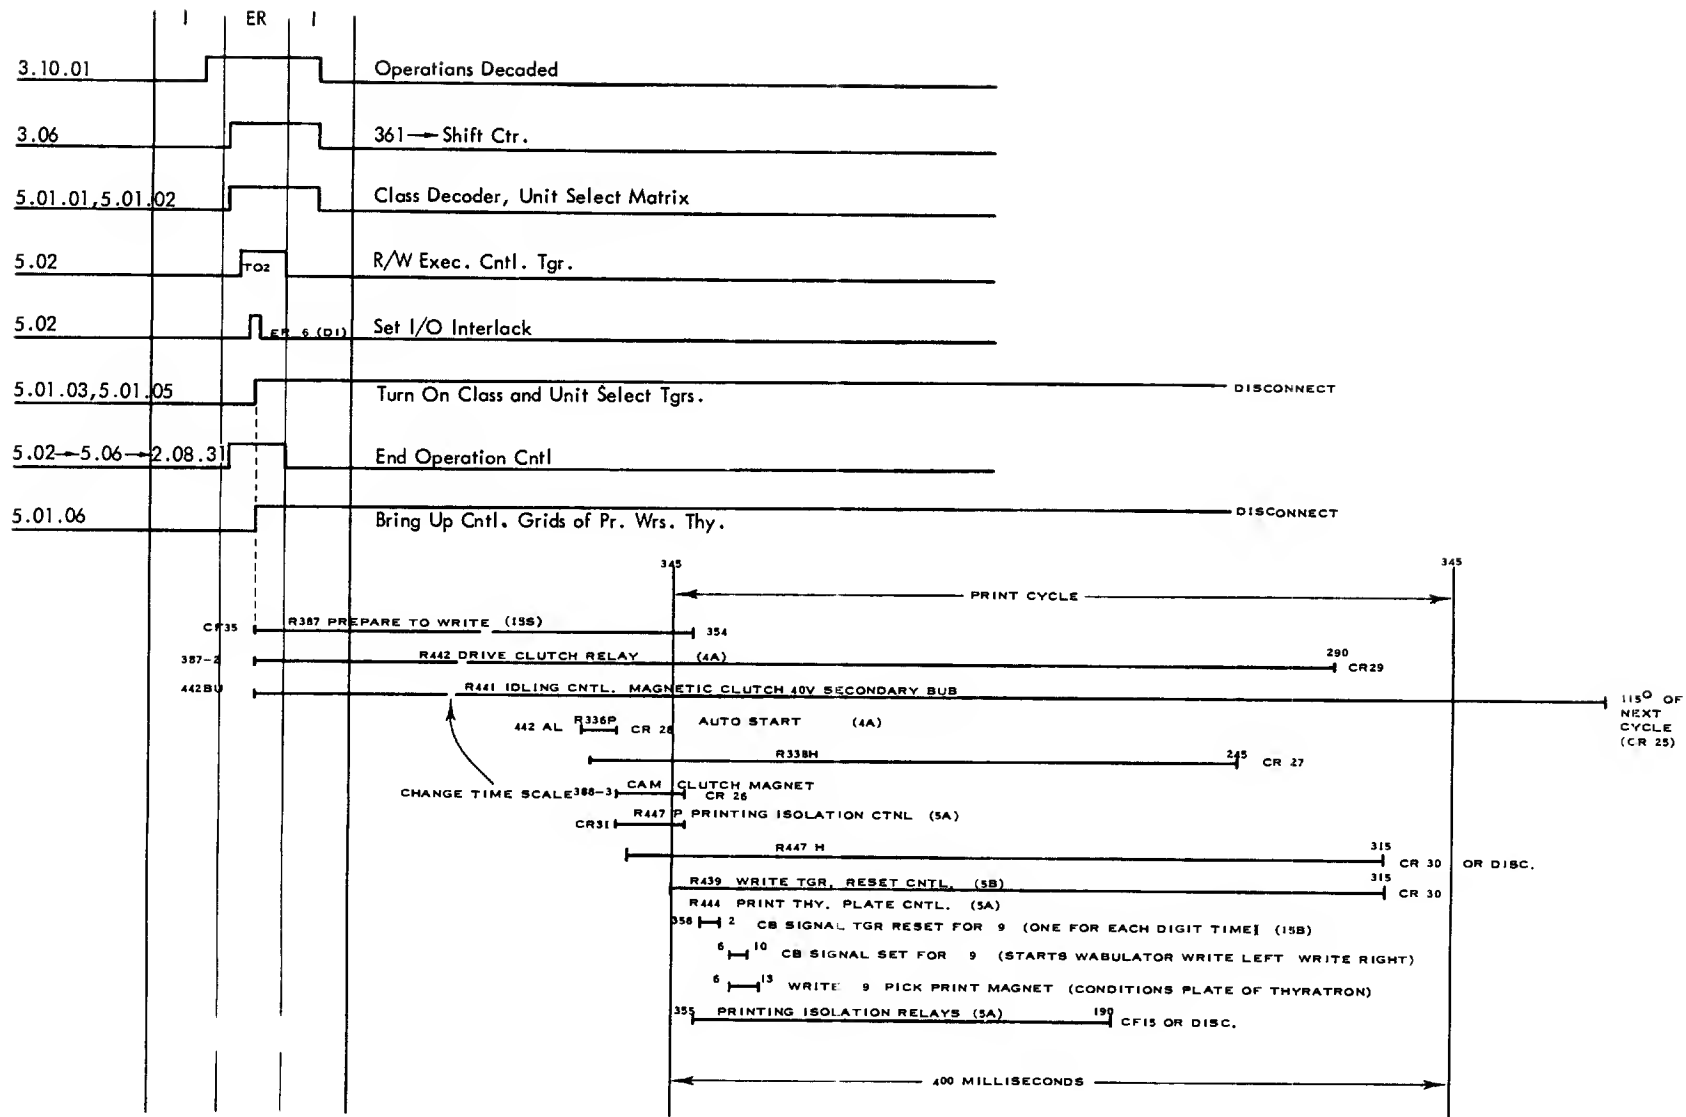 I ER I
3.10.01 Operatians Decaded
3.06 361→Shift Ctr.
5.01.01,5.01.02 Class Decoder, Unit Select Matrix
5.02 TO2 R/W Exec. Cntl. Tgr.
5.02 ER 6 (D1) Set I/O Interlack
5.01.03,5.01.05 Turn On Class and Unit Select Tgrs. DISCONNECT
5.02→5.06→2.08.31 End Operation Cntl
5.01.06 Bring Up Cntl. Grids of Pr. Wrs. Thy. DISCONNECT
345 345
PRINT CYCLE
CF35 R387 PREPARE TO WRITE (15S) 354
387-2 R442 DRIVE CLUTCH RELAY (4A) 290 CR29
442BU R441 IDLING CNTL. MAGNETIC CLUTCH 40V SECONDARY BUB
115° OF
NEXT
CYCLE
(CR 25)
442 AL R336P CR 28 AUTO START (4A)
R338H 245 CR 27
CHANGE TIME SCALE 388-3 CAM CLUTCH MAGNET
CR 26
CR31 R447 P PRINTING ISOLATION CTNL (5A)
R447 H 315 CR 30 OR DISC.
R439 WRITE TGR, RESET CNTL. (5B) 315 CR 30
R444 PRINT THY. PLATE CNTL. (5A)
358 2 CB SIGNAL TGR RESET FOR 9 (ONE FOR EACH DIGIT TIME) (15B)
6 10 CB SIGNAL SET FOR 9 (STARTS WABULATOR WRITE LEFT WRITE RIGHT)
6 13 WRITE 9 PICK PRINT MAGNET (CONDITIONS PLATE OF THYRATRON)
355 PRINTING ISOLATION RELAYS (5A) 190 CF15 OR DISC.
400 MILLISECONDS